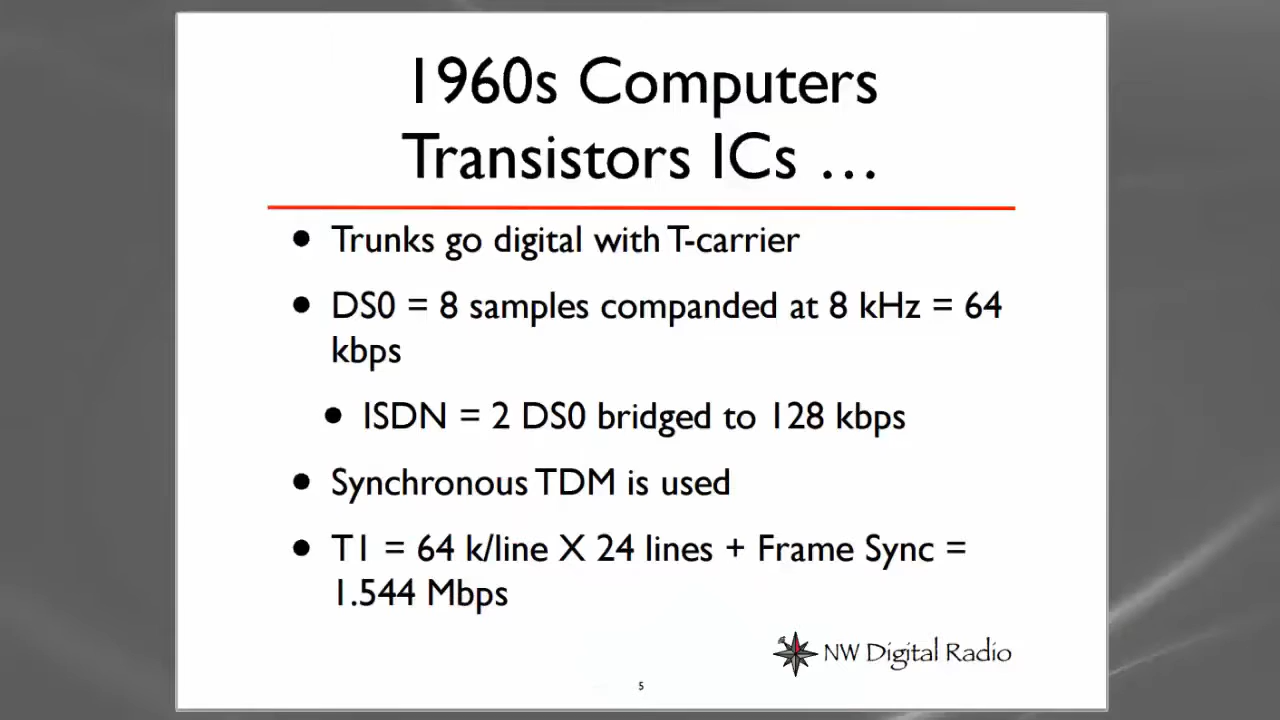 1960s Computers
Transistors ICs ...
• Trunks go digital with T-carrier
• DS0 = 8 samples companded at 8 kHz = 64
kbps
• ISDN = 2 DS0 bridged to 128 kbps
• Synchronous TDM is used
• T1 = 64 k/line X 24 lines + Frame Sync =
1.544 Mbps
NW Digital Radio
5